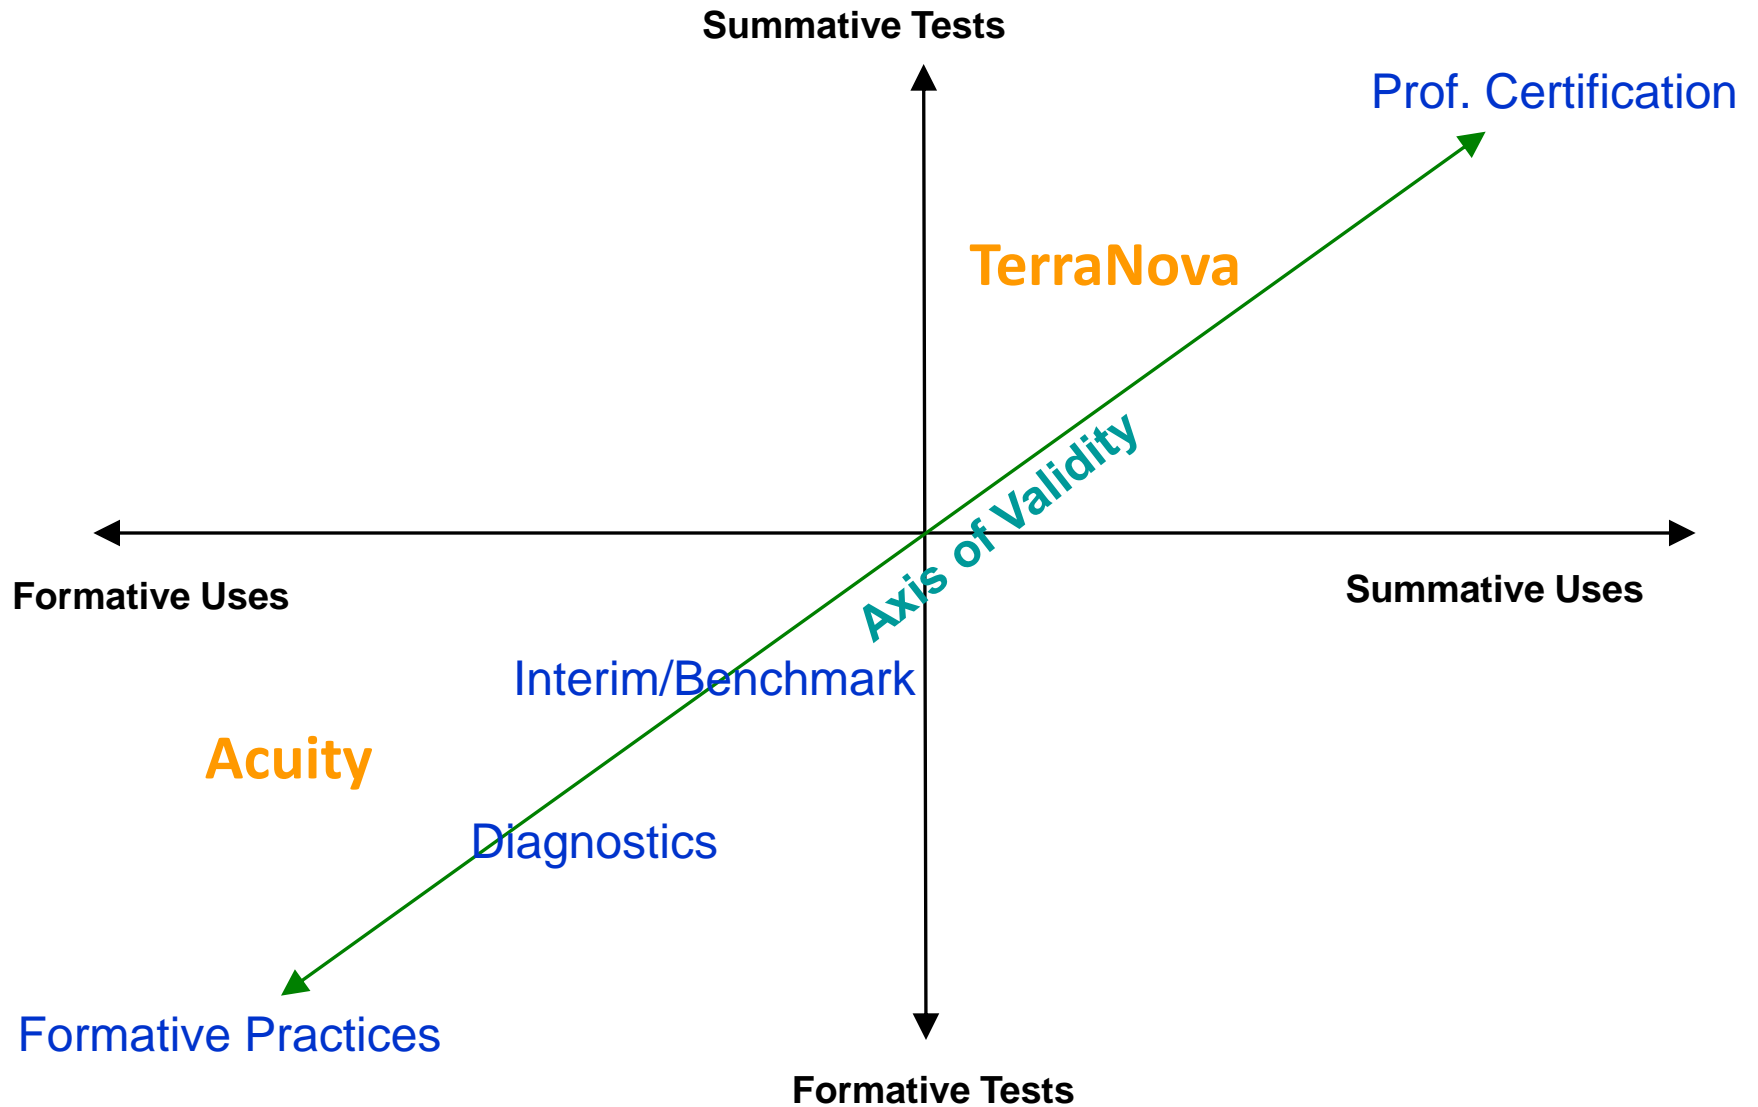 Summative Tests
Prof. Certification
TerraNova
Axis of Validity
Formative Uses
Summative Uses
Interim/Benchmark
Acuity
Diagnostics
Formative Practices
Formative Tests